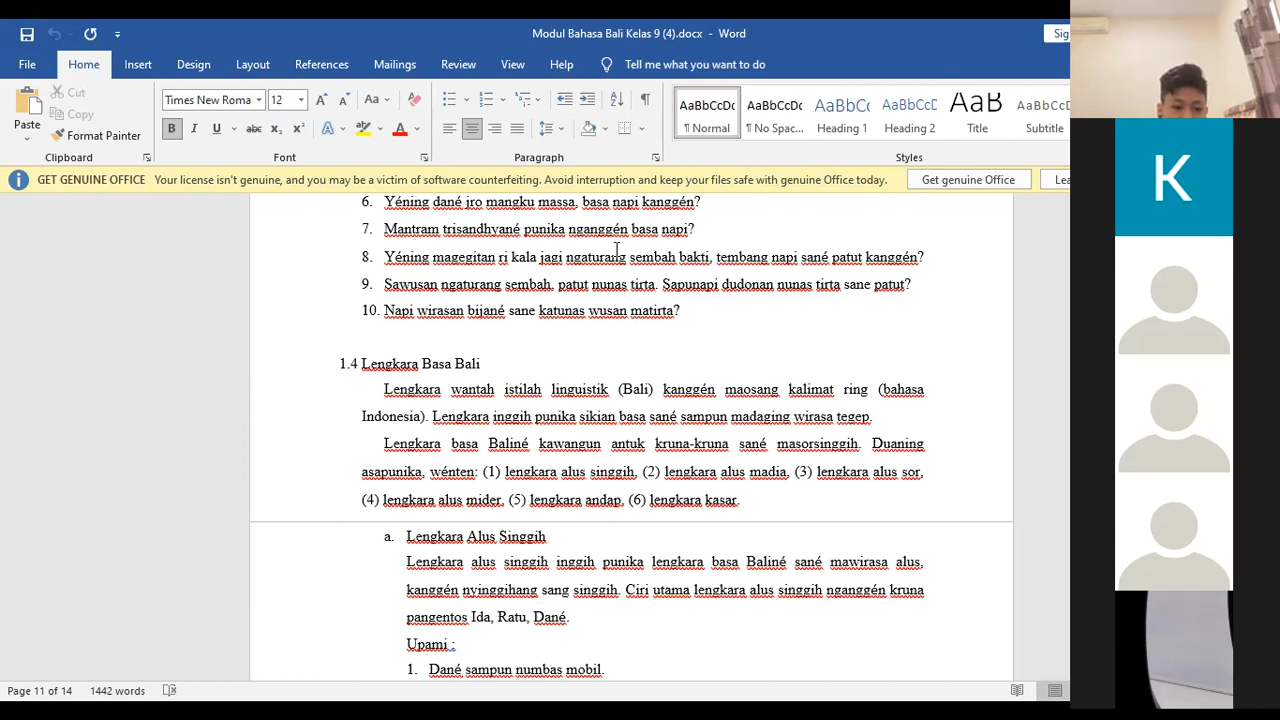 Modul Bahasa Bali Kelas 9 (4).docx - Word
File Home Insert Design Layout References Mailings Review View Help Tell me what you want to do
Paste Cut Copy Format Painter
Times New Roma 12
AaBbCcDc AaBbCcDc AaBbCc AaBbCcC AaB AaBbCcC
¶ Normal ¶ No Spac... Heading 1 Heading 2 Title Subtitle
Clipboard Font Paragraph Styles
GET GENUINE OFFICE Your license isn't genuine, and you may be victim of software counterfeiting. Avoid interruption and keep your files safe with genuine Office today. Get genuine Office
6. Yéning dané jro mangku massa, basa napi kanggén?
7. Mantram trisandhyané punika nganggén basa napi?
8. Yéning magegitan ri kala jagi ngaturang sembah bakti, tembang napi sané patut kanggén?
9. Sawusan ngaturang sembah, patut nunas tirta. Sapunapi dudonan nunas tirta sane patut?
10. Napi wirasan bijané sane katunas wusan matirta?
1.4 Lengkara Basa Bali
Lengkara wantah istilah linguistik (Bali) kanggén maosang kalimat ring (bahasa
Indonesia). Lengkara inggih punika sikian basa sané sampun madaging wirasa tegep.
Lengkara basa Baliné kawangun antuk kruna-kruna sané masorsinggih. Duaning
asapunika, wénten: (1) lengkara alus singgih, (2) lengkara alus madia, (3) lengkara alus sor,
(4) lengkara alus mider, (5) lengkara andap, (6) lengkara kasar.
a. Lengkara Alus Singgih
Lengkara alus singgih inggih punika lengkara basa Baliné sané mawirasa alus,
kanggén nyinggihang sang singgih. Ciri utama lengkara alus singgih nganggén kruna
pangentos Ida, Ratu, Dané.
Upami :
1. Dané sampun numbas mobil.
Page 11 of 14 1442 words
K